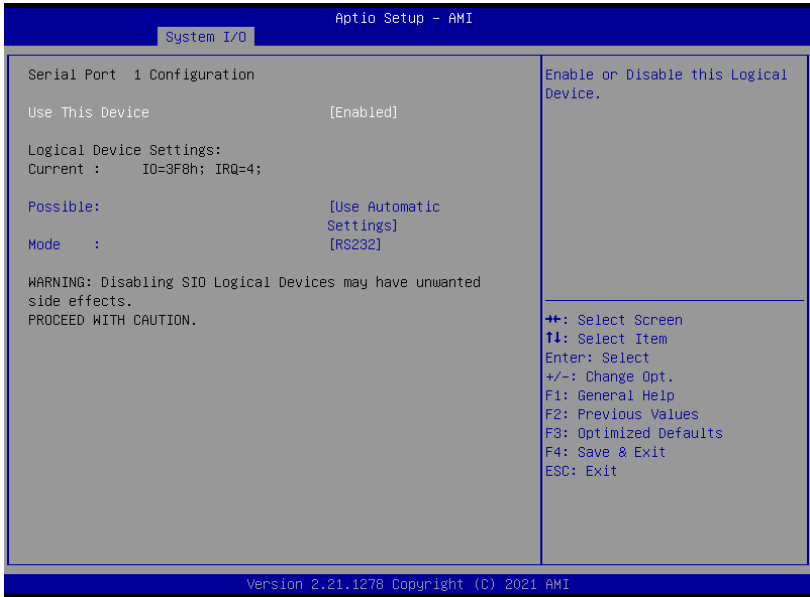 Aptio Setup – AMI
System I/O
Serial Port 1 Configuration
Use This Device [Enabled]
Logical Device Settings:
Current : IO=3F8h; IRQ=4;
Possible: [Use Automatic
Settings]
Mode : [RS232]
WARNING: Disabling SIO Logical Devices may have unwanted
side effects.
PROCEED WITH CAUTION.
Enable or Disable this Logical
Device.
→←: Select Screen
↑↓: Select Item
Enter: Select
+/-: Change Opt.
F1: General Help
F2: Previous Values
F3: Optimized Defaults
F4: Save & Exit
ESC: Exit
Version 2.21.1278 Copyright (C) 2021 AMI